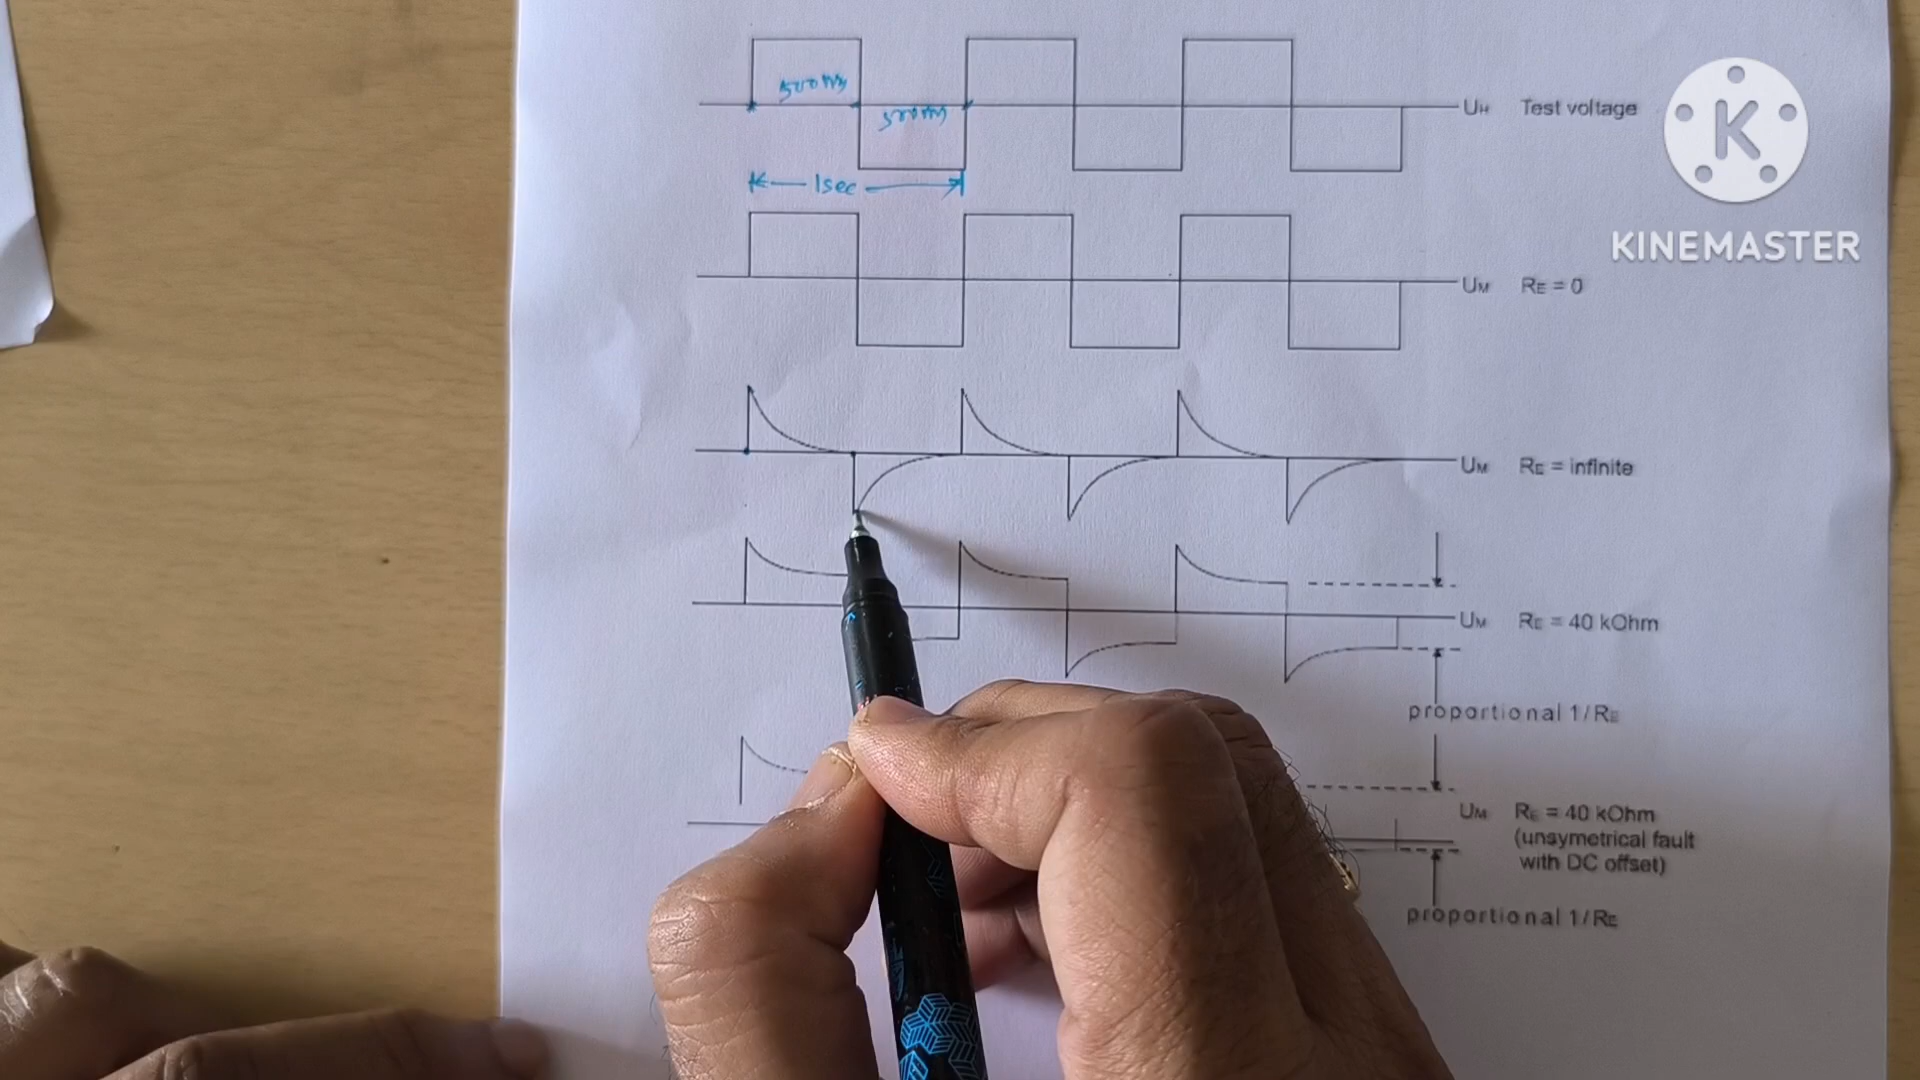 500ms
500ms
1sec
UH Test voltage
K
KINEMASTER
UM RE = 0
UM RE = infinite
UM RE = 40 kOhm
proportional 1/RE
UM RE = 40 kOhm
(unsymetrical fault
with DC offset)
proportional 1/RE